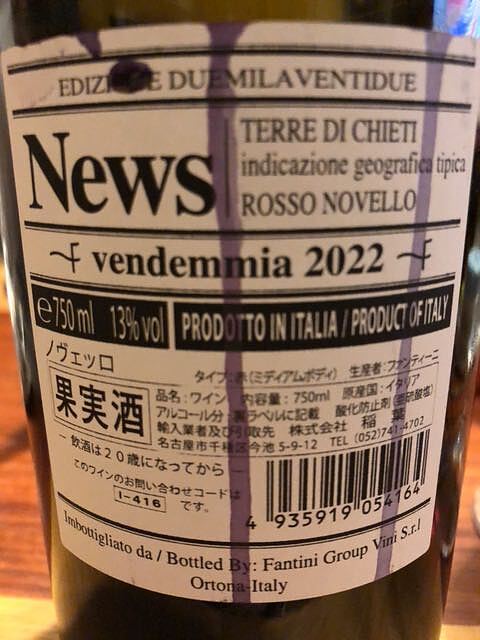 EDIZIONE DUEMILAVENTIDUE
News
TERRE DI CHIETI
indicazione geografica tipica
ROSSO NOVELLO
vendemmia 2022
e 750 ml 13% vol
PRODOTTO IN ITALIA / PRODUCT OF ITALY
ノヴェッロ
果実酒
タイプ:赤(ミディアムボディ) 生産者:ファンティーニ
品名:ワイン 内容量:750ml 原産国:イタリア
アルコール分:裏ラベルに記載 酸化防止剤(亜硫酸塩)
輸入業者及び引取先 株式会社 稲葉
名古屋市千種区今池5-9-12 TEL (052)741-4702
― 飲酒は20歳になってから ―
このワインのお問い合わせコードは
I-416 です。
4 935919 054164
Imbottigliato da / Bottled By: Fantini Group Vini S.r.l
Ortona-Italy